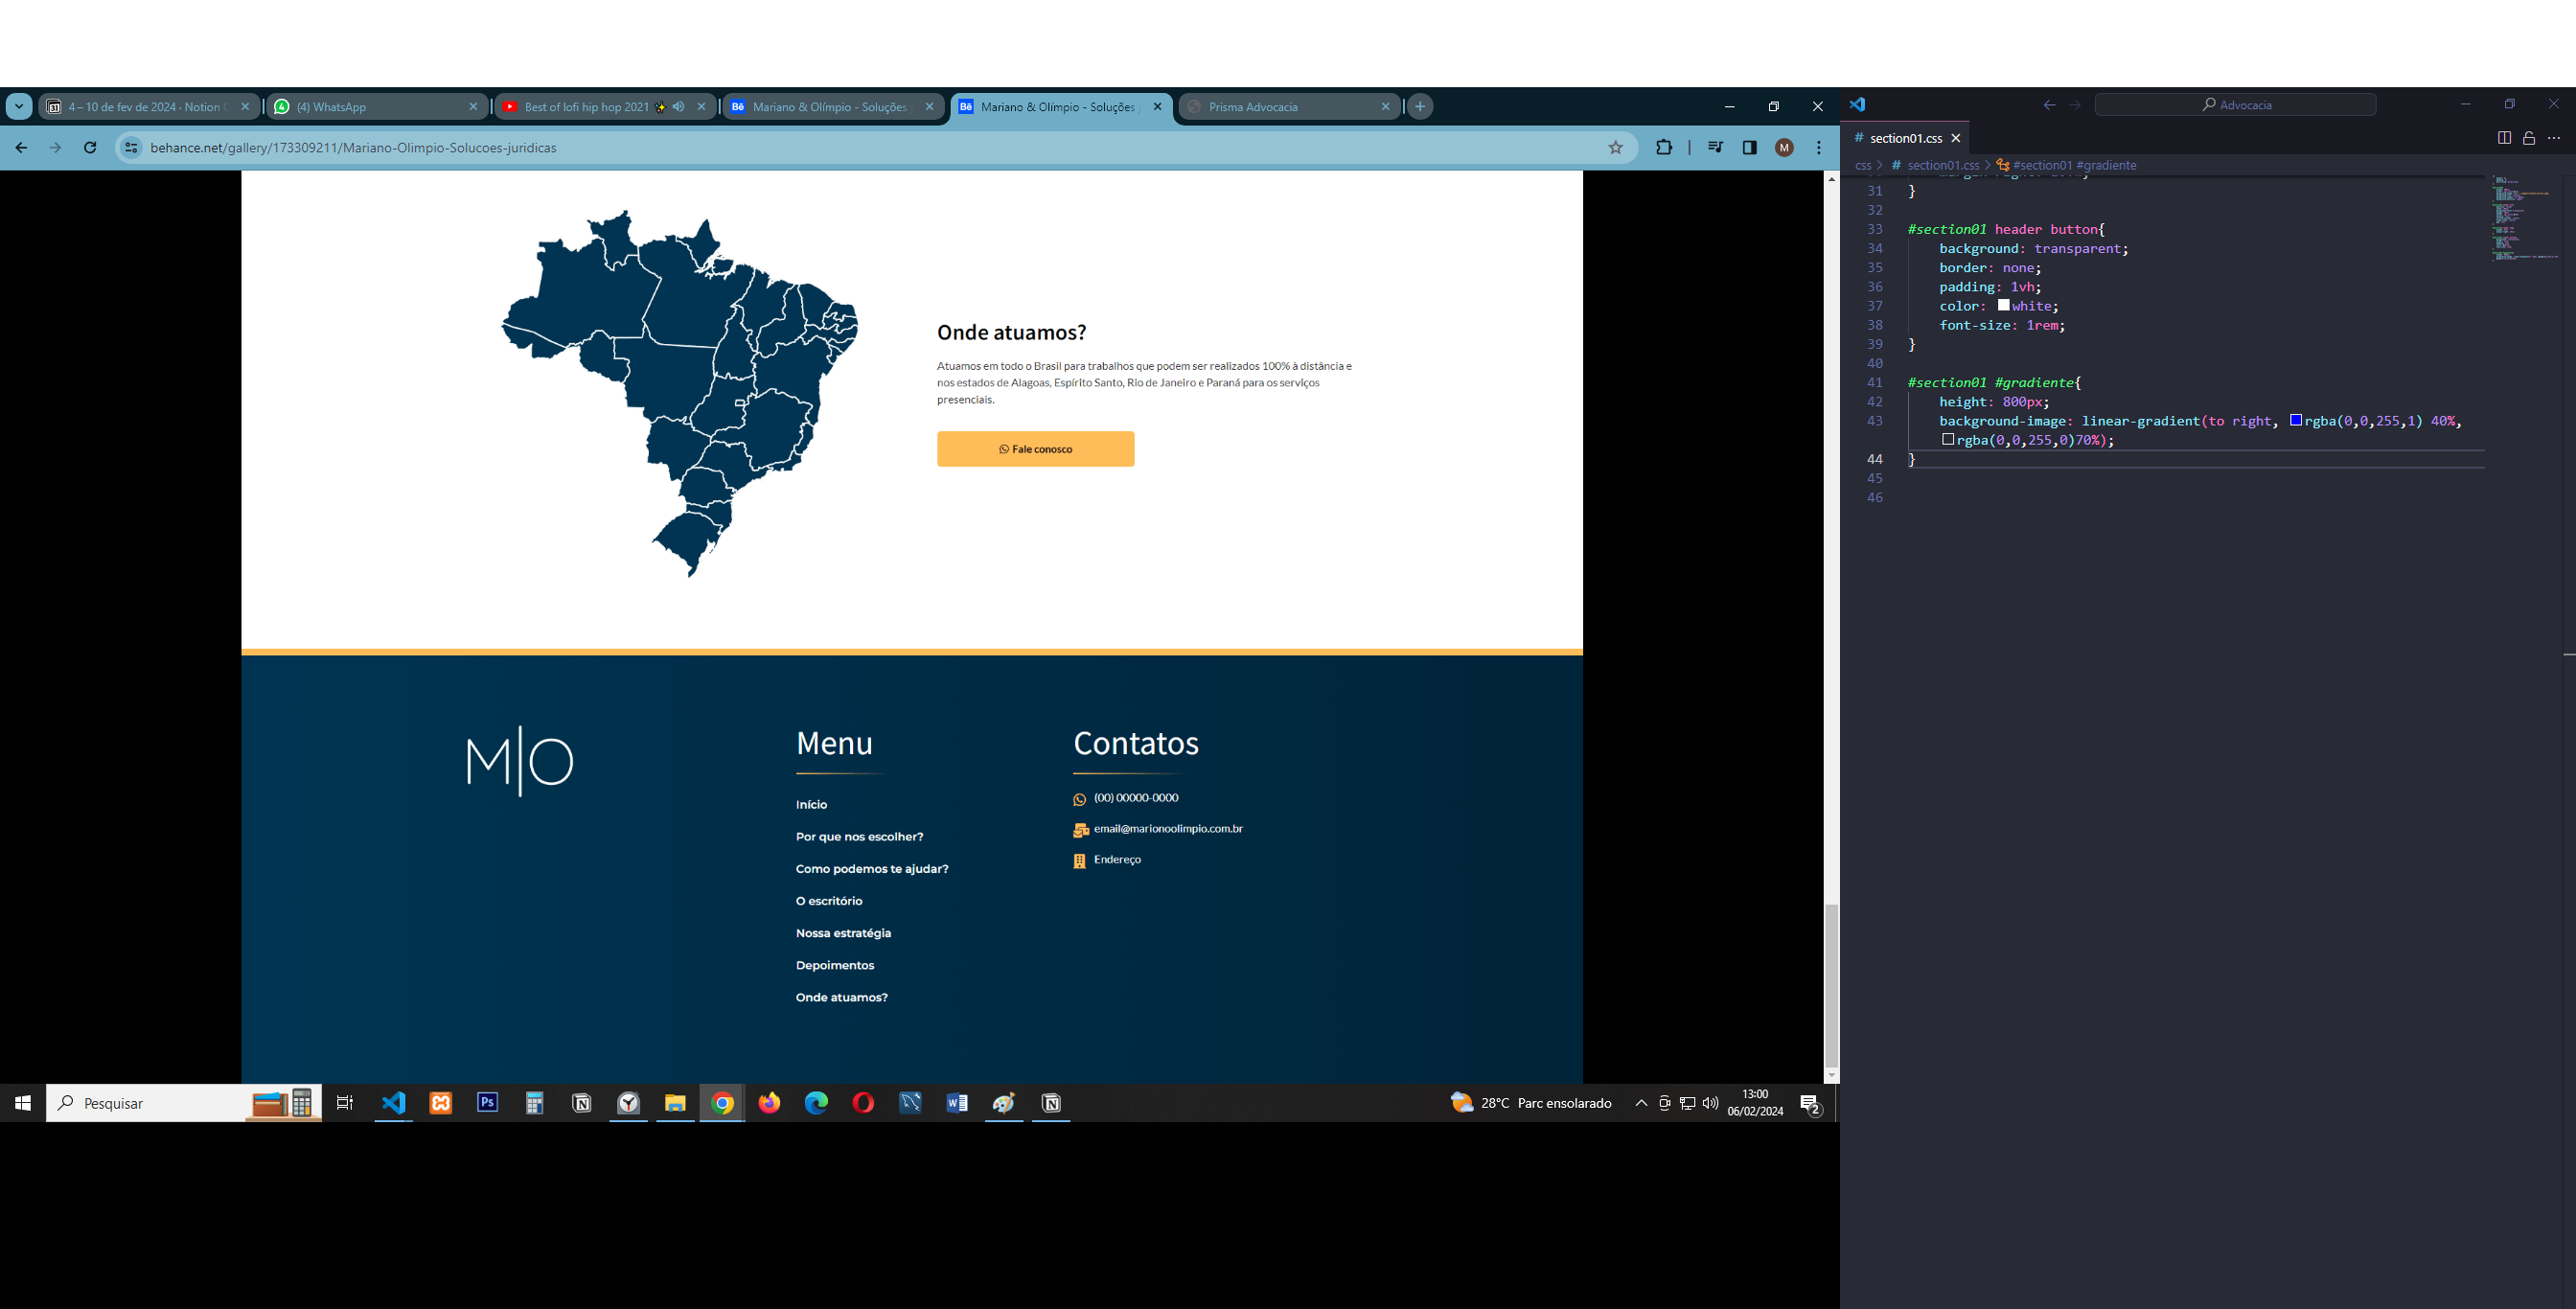 4 – 10 de fev de 2024 · Notion C
(4) WhatsApp
Best of lofi hip hop 2021 ✨
Mariano & Olímpio - Soluções j
Mariano & Olímpio - Soluções j
Prisma Advocacia
behance.net/gallery/173309211/Mariano-Olimpio-Solucoes-juridicas
M
Onde atuamos?
Atuamos em todo o Brasil para trabalhos que podem ser realizados 100% à distância e
nos estados de Alagoas, Espírito Santo, Rio de Janeiro e Paraná para os serviços
presenciais.
Fale conosco
M|O
Menu
Início
Por que nos escolher?
Como podemos te ajudar?
O escritório
Nossa estratégia
Depoimentos
Onde atuamos?
Contatos
(00) 00000-0000
email@marionoolimpio.com.br
Endereço
Advocacia
# section01.css
css > # section01.css > #section01 #gradiente
31 }
32
33 #section01 header button{
34 background: transparent;
35 border: none;
36 padding: 1vh;
37 color: white;
38 font-size: 1rem;
39 }
40
41 #section01 #gradiente{
42 height: 800px;
43 background-image: linear-gradient(to right, rgba(0,0,255,1) 40%,
rgba(0,0,255,0)70%);
44 }
45
46
Pesquisar
28°C Parc ensolarado
13:00
06/02/2024
2